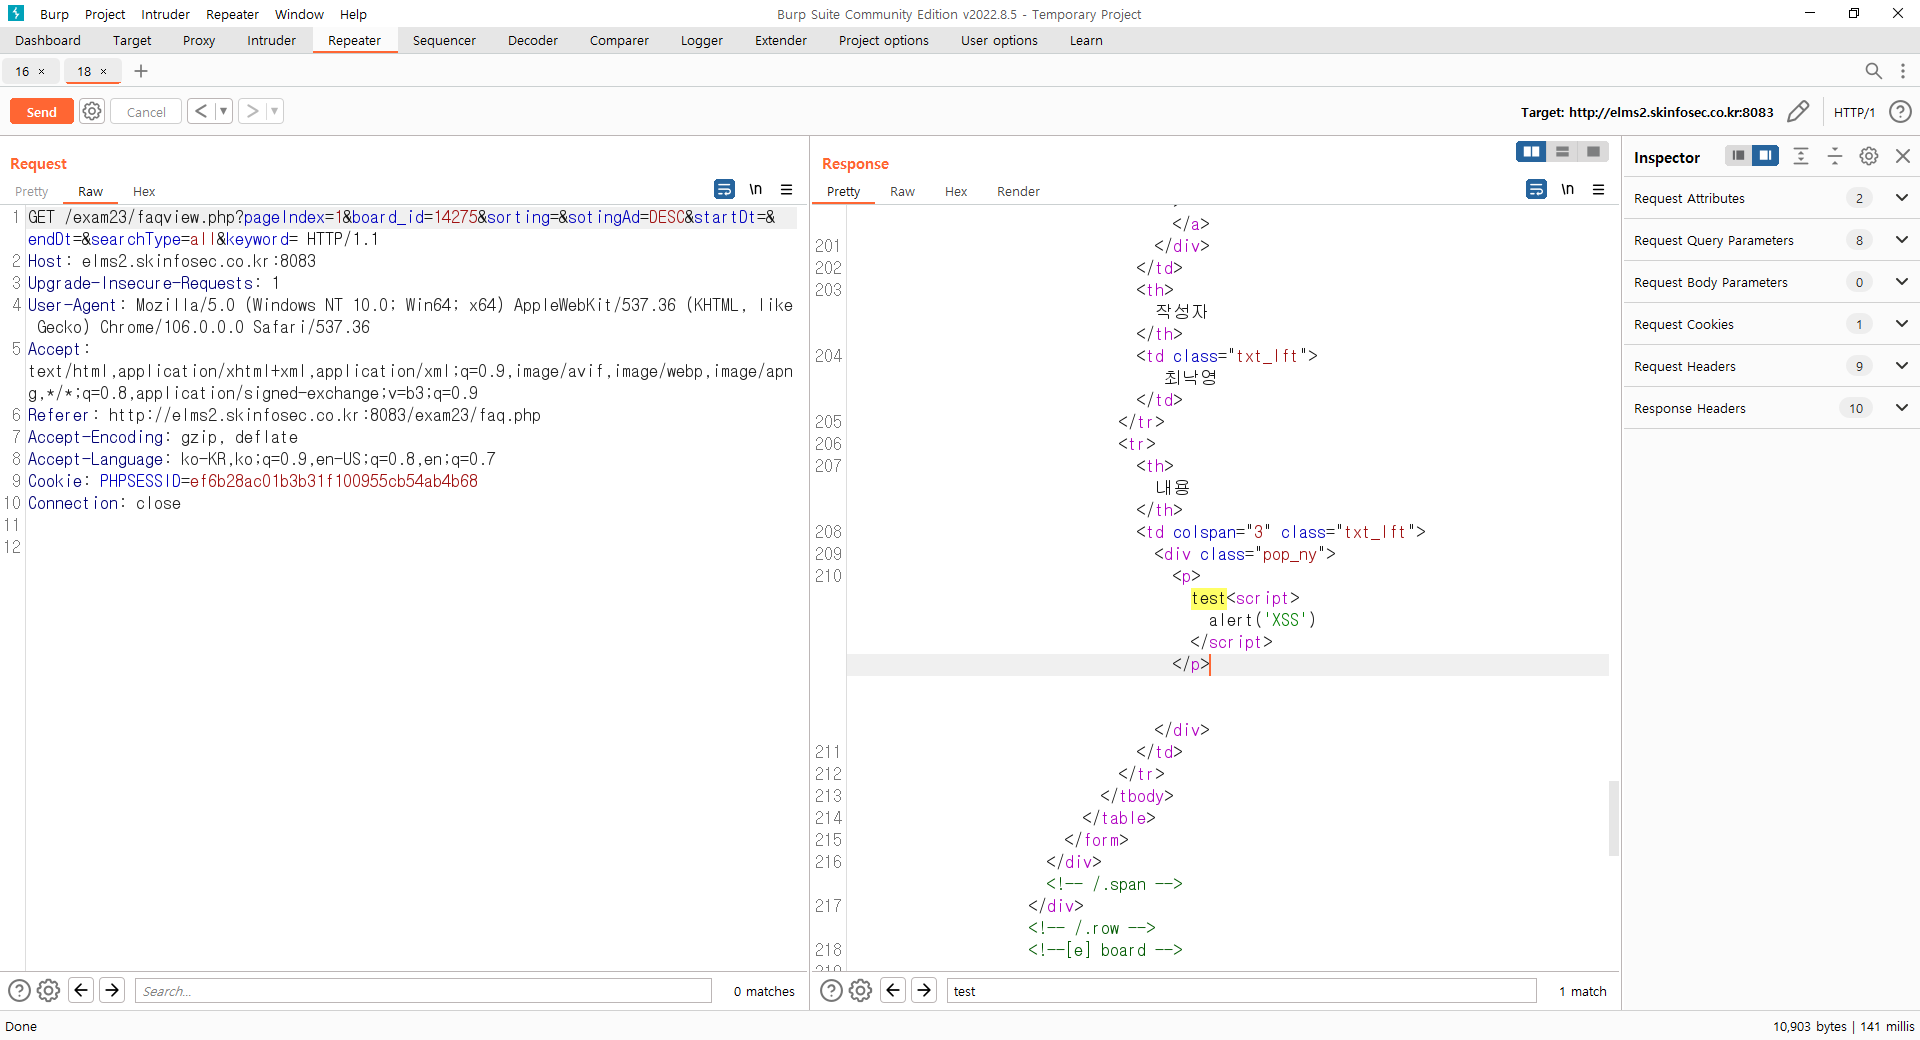 Burp Project Intruder Repeater Window Help
Burp Suite Community Edition v2022.8.5 - Temporary Project
Dashboard Target Proxy Intruder Repeater Sequencer Decoder Comparer Logger Extender Project options User options Learn
16 × 18 × +
Send Cancel < >
Target: http://elms2.skinfosec.co.kr:8083 HTTP/1 ?
Request
Pretty Raw Hex \n
1 GET /exam23/faqview.php?pageIndex=1&board_id=14275&sorting=&sotingAd=DESC&startDt=&
endDt=&searchType=all&keyword= HTTP/1.1
2 Host: elms2.skinfosec.co.kr:8083
3 Upgrade-Insecure-Requests: 1
4 User-Agent: Mozilla/5.0 (Windows NT 10.0; Win64; x64) AppleWebKit/537.36 (KHTML, like
Gecko) Chrome/106.0.0.0 Safari/537.36
5 Accept:
text/html,application/xhtml+xml,application/xml;q=0.9,image/avif,image/webp,image/apn
g,*/*;q=0.8,application/signed-exchange;v=b3;q=0.9
6 Referer: http://elms2.skinfosec.co.kr:8083/exam23/faq.php
7 Accept-Encoding: gzip, deflate
8 Accept-Language: ko-KR,ko;q=0.9,en-US;q=0.8,en;q=0.7
9 Cookie: PHPSESSID=ef6b28ac01b3b31f100955cb54ab4b68
10 Connection: close
11
12
? Search... 0 matches
Response
Pretty Raw Hex Render \n
</a>
201 </div>
202 </td>
203 <th>
작성자
</th>
204 <td class="txt_lft">
최낙영
</td>
205 </tr>
206 <tr>
207 <th>
내용
</th>
208 <td colspan="3" class="txt_lft">
209 <div class="pop_ny">
210 <p>
test<script>
alert('XSS')
</script>
</p>
</div>
211 </td>
212 </tr>
213 </tbody>
214 </table>
215 </form>
216 </div>
<!-- /.span -->
217 </div>
<!-- /.row -->
218 <!--[e] board -->
219
? test 1 match
Inspector
Request Attributes 2
Request Query Parameters 8
Request Body Parameters 0
Request Cookies 1
Request Headers 9
Response Headers 10
Done
10,903 bytes | 141 millis